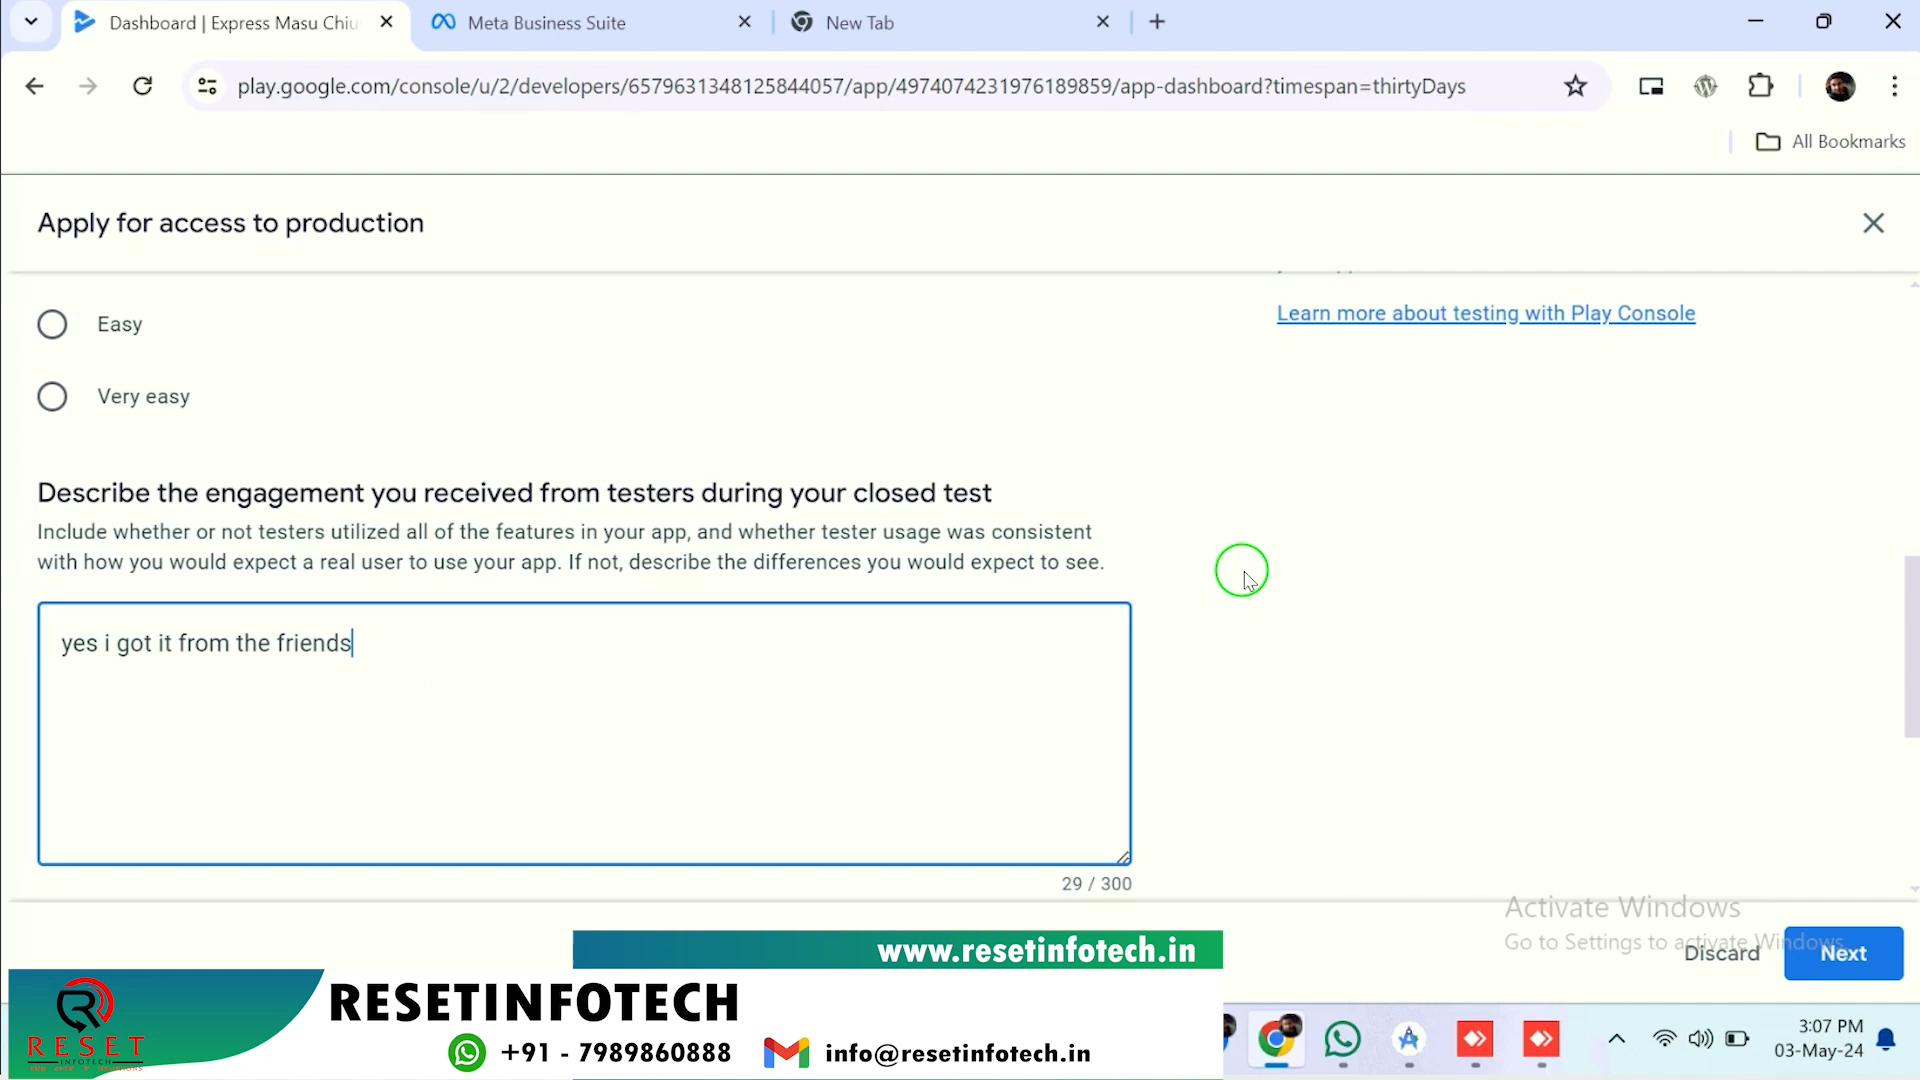 Dashboard | Express Masu Chiu
Meta Business Suite
New Tab
play.google.com/console/u/2/developers/6579631348125844057/app/4974074231976189859/app-dashboard?timespan=thirtyDays
All Bookmarks
Apply for access to production
Learn more about testing with Play Console
Easy
Very easy
Describe the engagement you received from testers during your closed test
Include whether or not testers utilized all of the features in your app, and whether tester usage was consistent
with how you would expect a real user to use your app. If not, describe the differences you would expect to see.
yes i got it from the friends
29 / 300
Activate Windows
Go to Settings to activate Windows.
Discard
Next
www.resetinfotech.in
RESETINFOTECH
RESET
INFOTECH
+91 - 7989860888
info@resetinfotech.in
3:07 PM
03-May-24